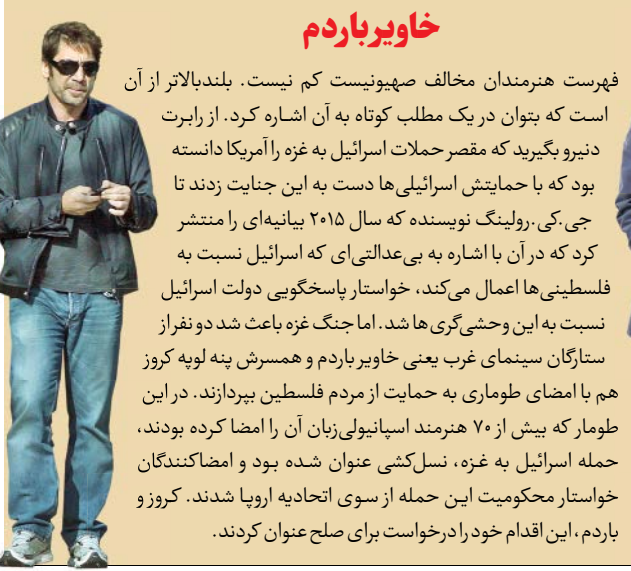 خاویر باردم
فهرست هنرمندان مخالف صهیونیست کم نیست. بلندبالاتر از آن
است که بتوان در یک مطلب کوتاه به آن اشاره کرد. از رابرت
دنیرو بگیرید که مقصر حملات اسرائیل به غزه را آمریکا دانسته
بود که با حمایتش اسرائیلی‌ها دست به این جنایت زدند تا
جی.کی.رولینگ نویسنده که سال ۲۰۱۵ بیانیه‌ای را منتشر
کرد که در آن با اشاره به بی‌عدالتی‌ای که اسرائیل نسبت به
فلسطینی‌ها اعمال می‌کند، خواستار پاسخگویی دولت اسرائیل
نسبت به این وحشی‌گری‌ها شد. اما جنگ غزه باعث شد دو نفر از
ستارگان سینمای غرب یعنی خاویر باردم و همسرش پنه لوپه کروز
هم با امضای طوماری به حمایت از مردم فلسطین بپردازند. در این
طومار که بیش از ۷۰ هنرمند اسپانیولی‌زبان آن را امضا کرده بودند،
حمله اسرائیل به غزه، نسل‌کشی عنوان شده بود و امضاکنندگان
خواستار محکومیت این حمله از سوی اتحادیه اروپا شدند. کروز و
باردم، این اقدام خود را درخواست برای صلح عنوان کردند.